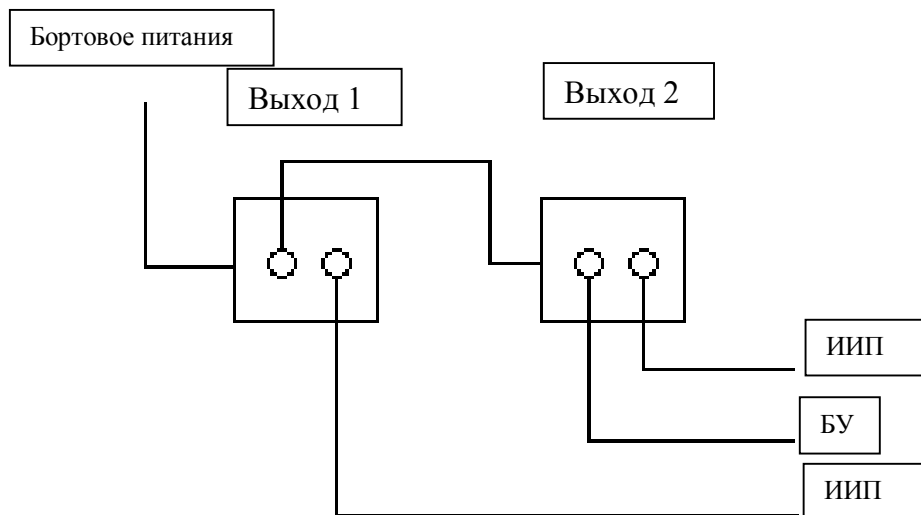 Бортовое питания
Выход 1
Выход 2
ИИП
БУ
ИИП